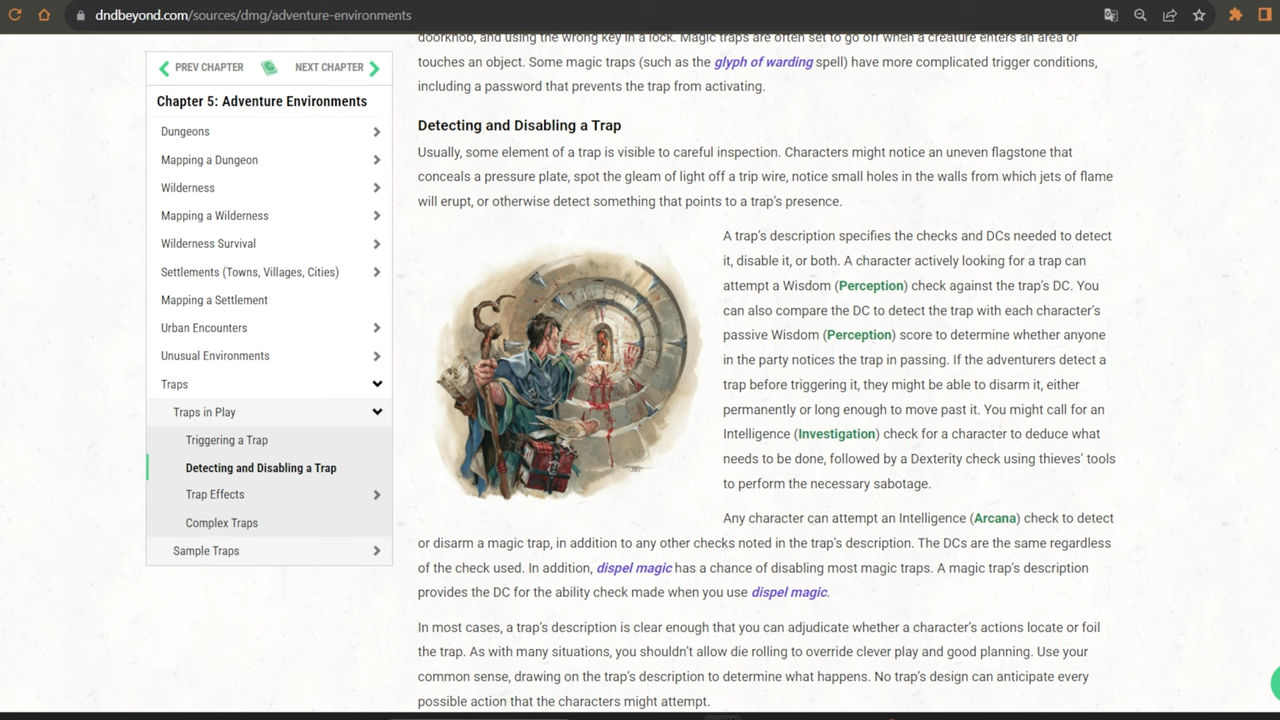 dndbeyond.com/sources/dmg/adventure-environments
PREV CHAPTER
NEXT CHAPTER
Chapter 5: Adventure Environments
Dungeons
Mapping a Dungeon
Wilderness
Mapping a Wilderness
Wilderness Survival
Settlements (Towns, Villages, Cities)
Mapping a Settlement
Urban Encounters
Unusual Environments
Traps
Traps in Play
Triggering a Trap
Detecting and Disabling a Trap
Trap Effects
Complex Traps
Sample Traps
doorknob, and using the wrong key in a lock. Magic traps are often set to go off when a creature enters an area or
touches an object. Some magic traps (such as the glyph of warding spell) have more complicated trigger conditions,
including a password that prevents the trap from activating.
Detecting and Disabling a Trap
Usually, some element of a trap is visible to careful inspection. Characters might notice an uneven flagstone that
conceals a pressure plate, spot the gleam of light off a trip wire, notice small holes in the walls from which jets of flame
will erupt, or otherwise detect something that points to a trap's presence.
A trap's description specifies the checks and DCs needed to detect
it, disable it, or both. A character actively looking for a trap can
attempt a Wisdom (Perception) check against the trap's DC. You
can also compare the DC to detect the trap with each character's
passive Wisdom (Perception) score to determine whether anyone
in the party notices the trap in passing. If the adventurers detect a
trap before triggering it, they might be able to disarm it, either
permanently or long enough to move past it. You might call for an
Intelligence (Investigation) check for a character to deduce what
needs to be done, followed by a Dexterity check using thieves' tools
to perform the necessary sabotage.
Any character can attempt an Intelligence (Arcana) check to detect
or disarm a magic trap, in addition to any other checks noted in the trap's description. The DCs are the same regardless
of the check used. In addition, dispel magic has a chance of disabling most magic traps. A magic trap's description
provides the DC for the ability check made when you use dispel magic.
In most cases, a trap's description is clear enough that you can adjudicate whether a character's actions locate or foil
the trap. As with many situations, you shouldn't allow die rolling to override clever play and good planning. Use your
common sense, drawing on the trap's description to determine what happens. No trap's design can anticipate every
possible action that the characters might attempt.